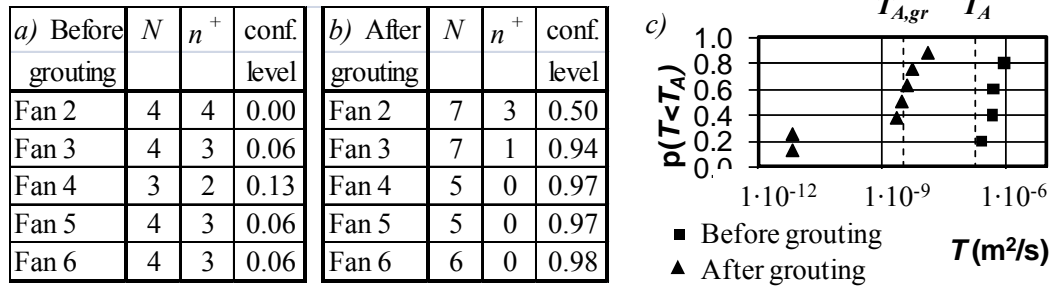 a) Before N n+ conf.
grouting level
Fan 2 4 4 0.00
Fan 3 4 3 0.06
Fan 4 3 2 0.13
Fan 5 4 3 0.06
Fan 6 4 3 0.06
b) After N n+ conf.
grouting level
Fan 2 7 3 0.50
Fan 3 7 1 0.94
Fan 4 5 0 0.97
Fan 5 5 0 0.97
Fan 6 6 0 0.98
c)
T_A,gr T_A
p(T<T_A)
1.0
0.8
0.6
0.4
0.2
0.0
1·10-12 1·10-9 1·10-6
■ Before grouting
▲ After grouting
T (m²/s)